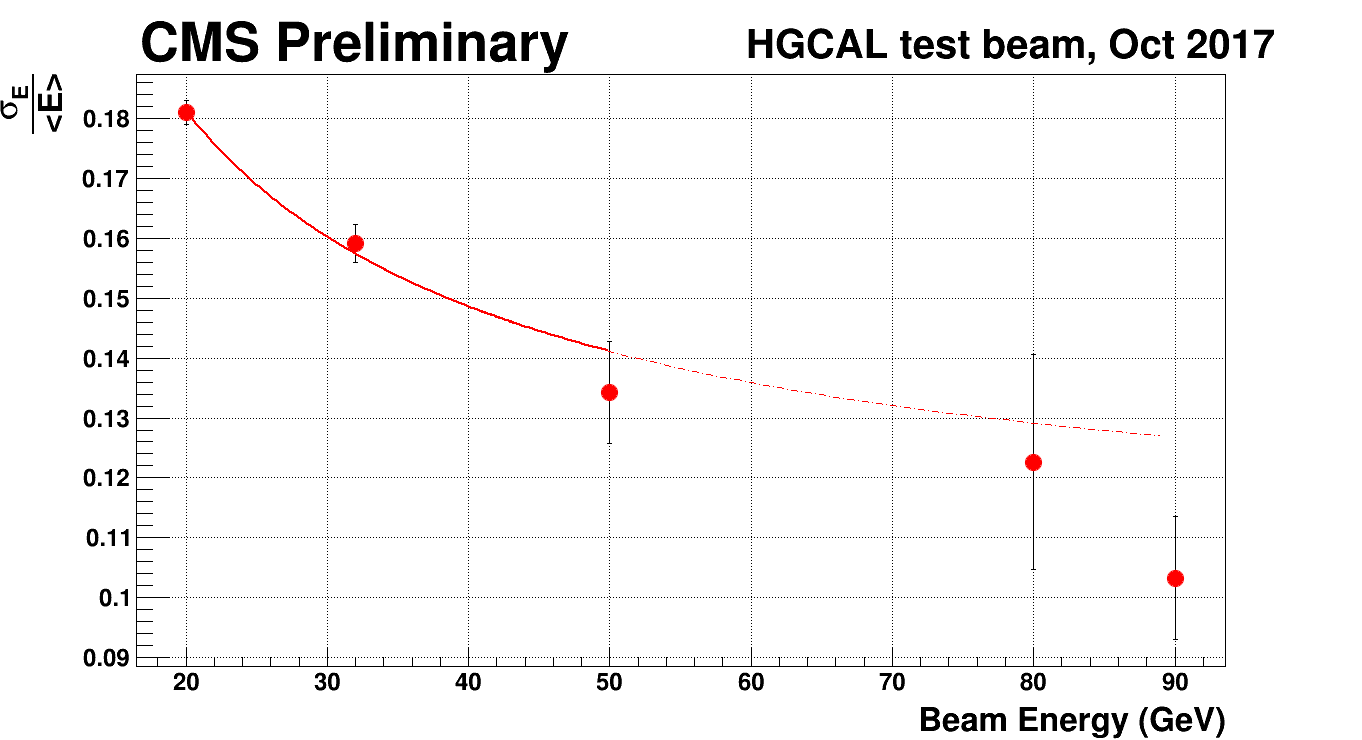 CMS Preliminary
HGCAL test beam, Oct 2017
σE
<E>
0.18
0.17
0.16
0.15
0.14
0.13
0.12
0.11
0.1
0.09
20 30 40 50 60 70 80 90
Beam Energy (GeV)